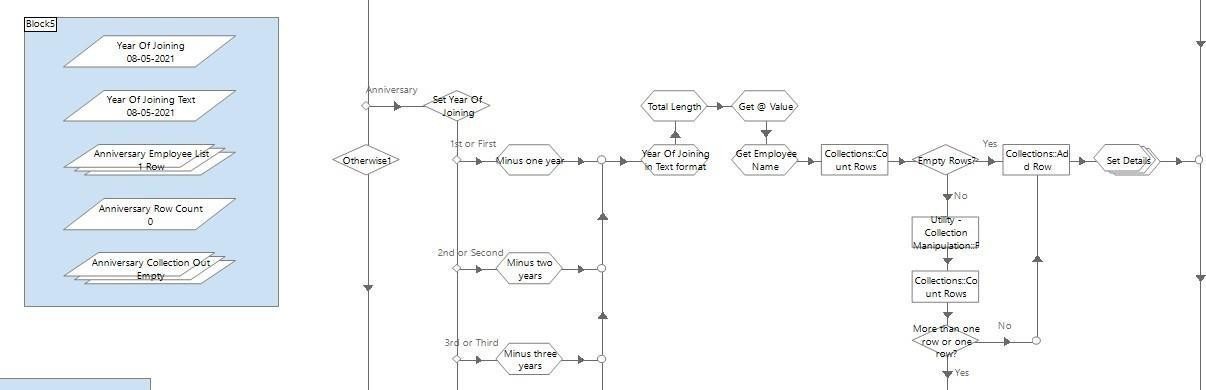 Block5
Year Of Joining
08-05-2021
Year Of Joining Text
08-05-2021
Anniversary Employee List
1 Row
Anniversary Row Count
0
Anniversary Collection Out
Empty
Anniversary
Set Year Of
Joining
Otherwise1
1st or First
Minus one year
2nd or Second
Minus two
years
3rd or Third
Minus three
years
Total Length
Get @ Value
Year Of Joining
in Text format
Get Employee
Name
Collections::Co
unt Rows
Empty Rows?
Yes
Collections::Ad
d Row
Set Details
No
Utility -
Collection
Manipulation::F
Collections::Co
unt Rows
More than one
row or one
row?
No
Yes